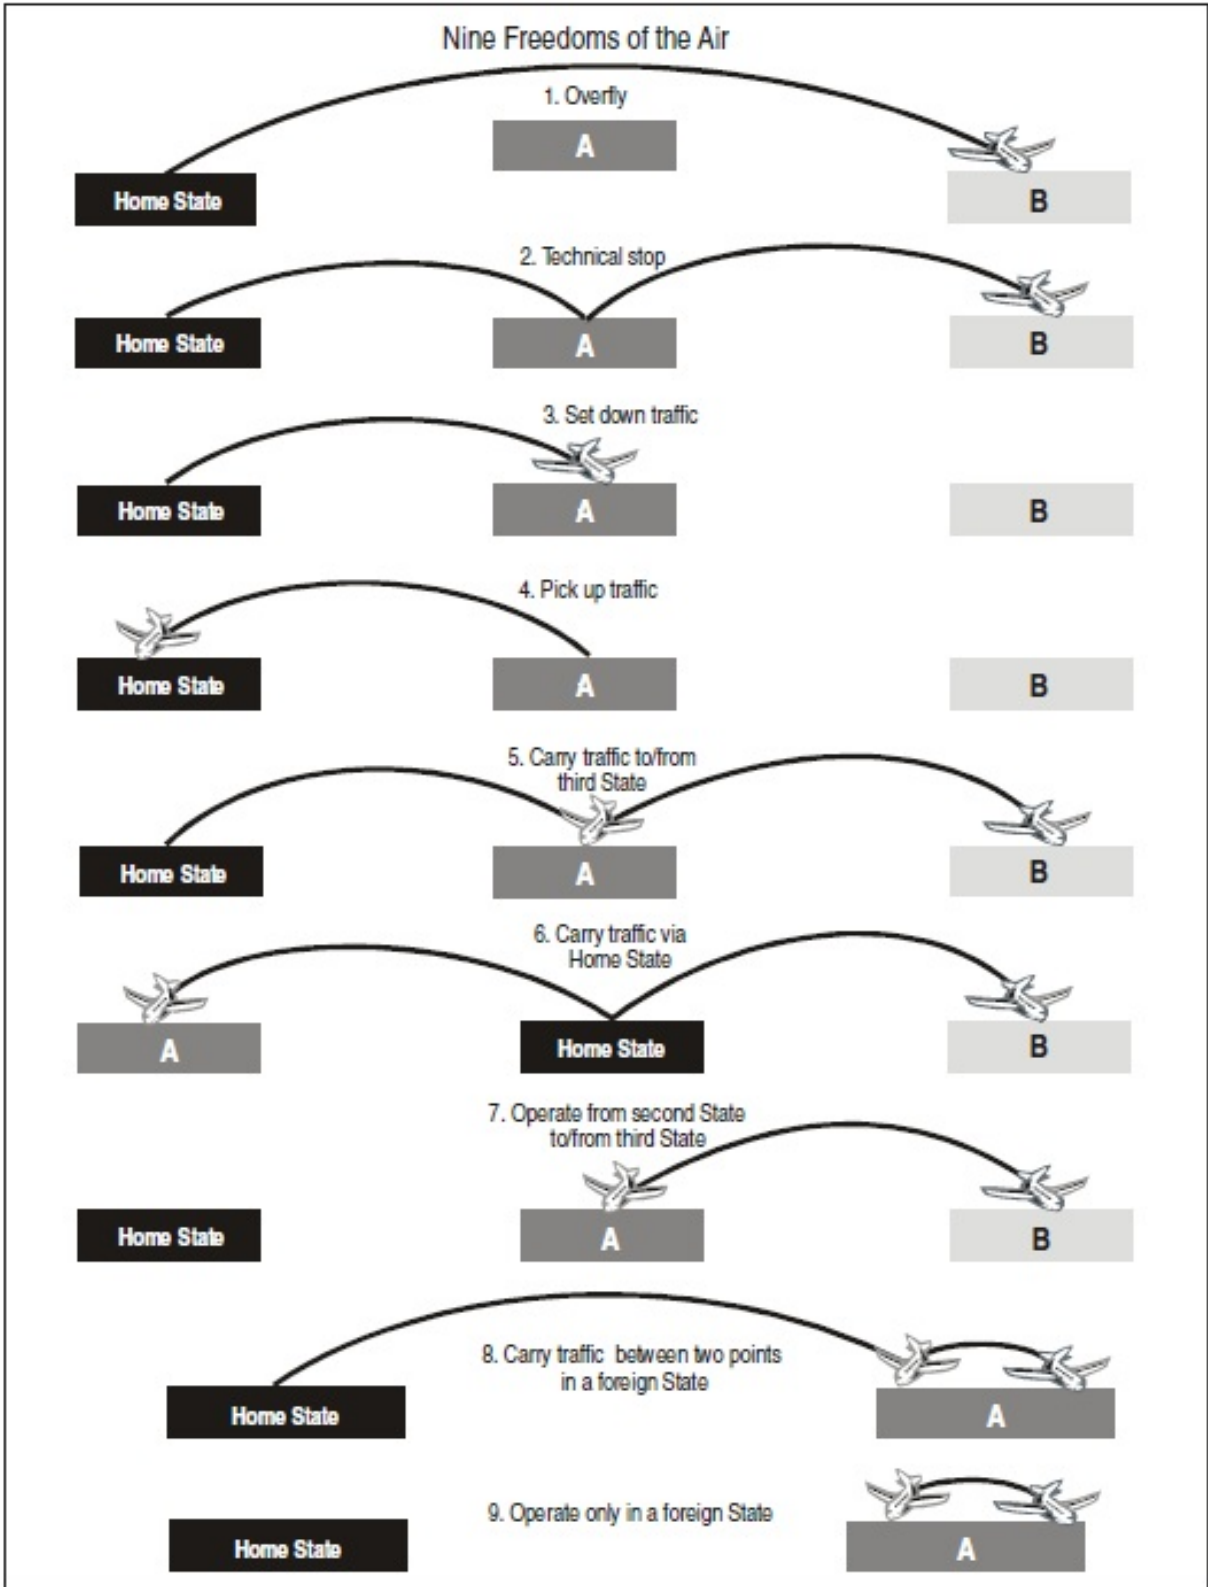 Nine Freedoms of the Air
1. Overfly
A
Home State
B
2. Technical stop
Home State
A
B
3. Set down traffic
Home State
A
B
4. Pick up traffic
Home State
A
B
5. Carry traffic to/from
third State
Home State
A
B
6. Carry traffic via
Home State
A
Home State
B
7. Operate from second State
to/from third State
Home State
A
B
8. Carry traffic between two points
in a foreign State
Home State
A
9. Operate only in a foreign State
Home State
A